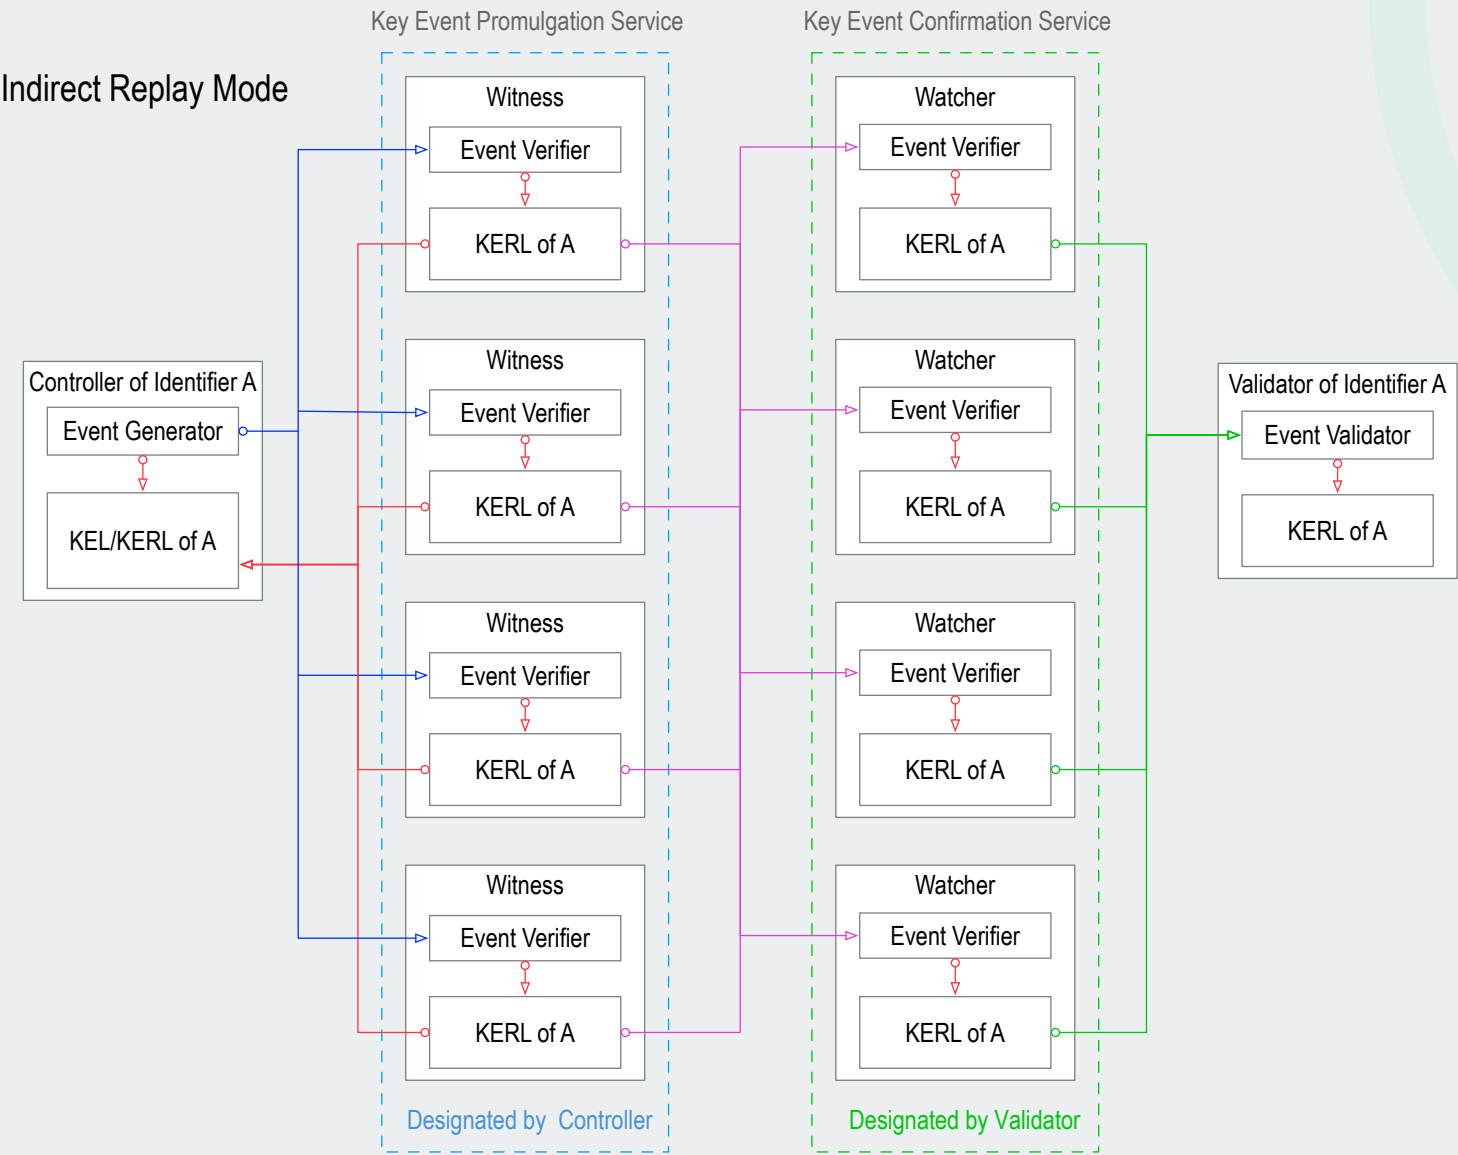 Key Event Promulgation Service
Key Event Confirmation Service
Indirect Replay Mode
Witness
Event Verifier
KERL of A
Watcher
Event Verifier
KERL of A
Witness
Event Verifier
KERL of A
Watcher
Event Verifier
KERL of A
Controller of Identifier A
Event Generator
KEL/KERL of A
Validator of Identifier A
Event Validator
KERL of A
Witness
Event Verifier
KERL of A
Watcher
Event Verifier
KERL of A
Witness
Event Verifier
KERL of A
Watcher
Event Verifier
KERL of A
Designated by  Controller
Designated by Validator